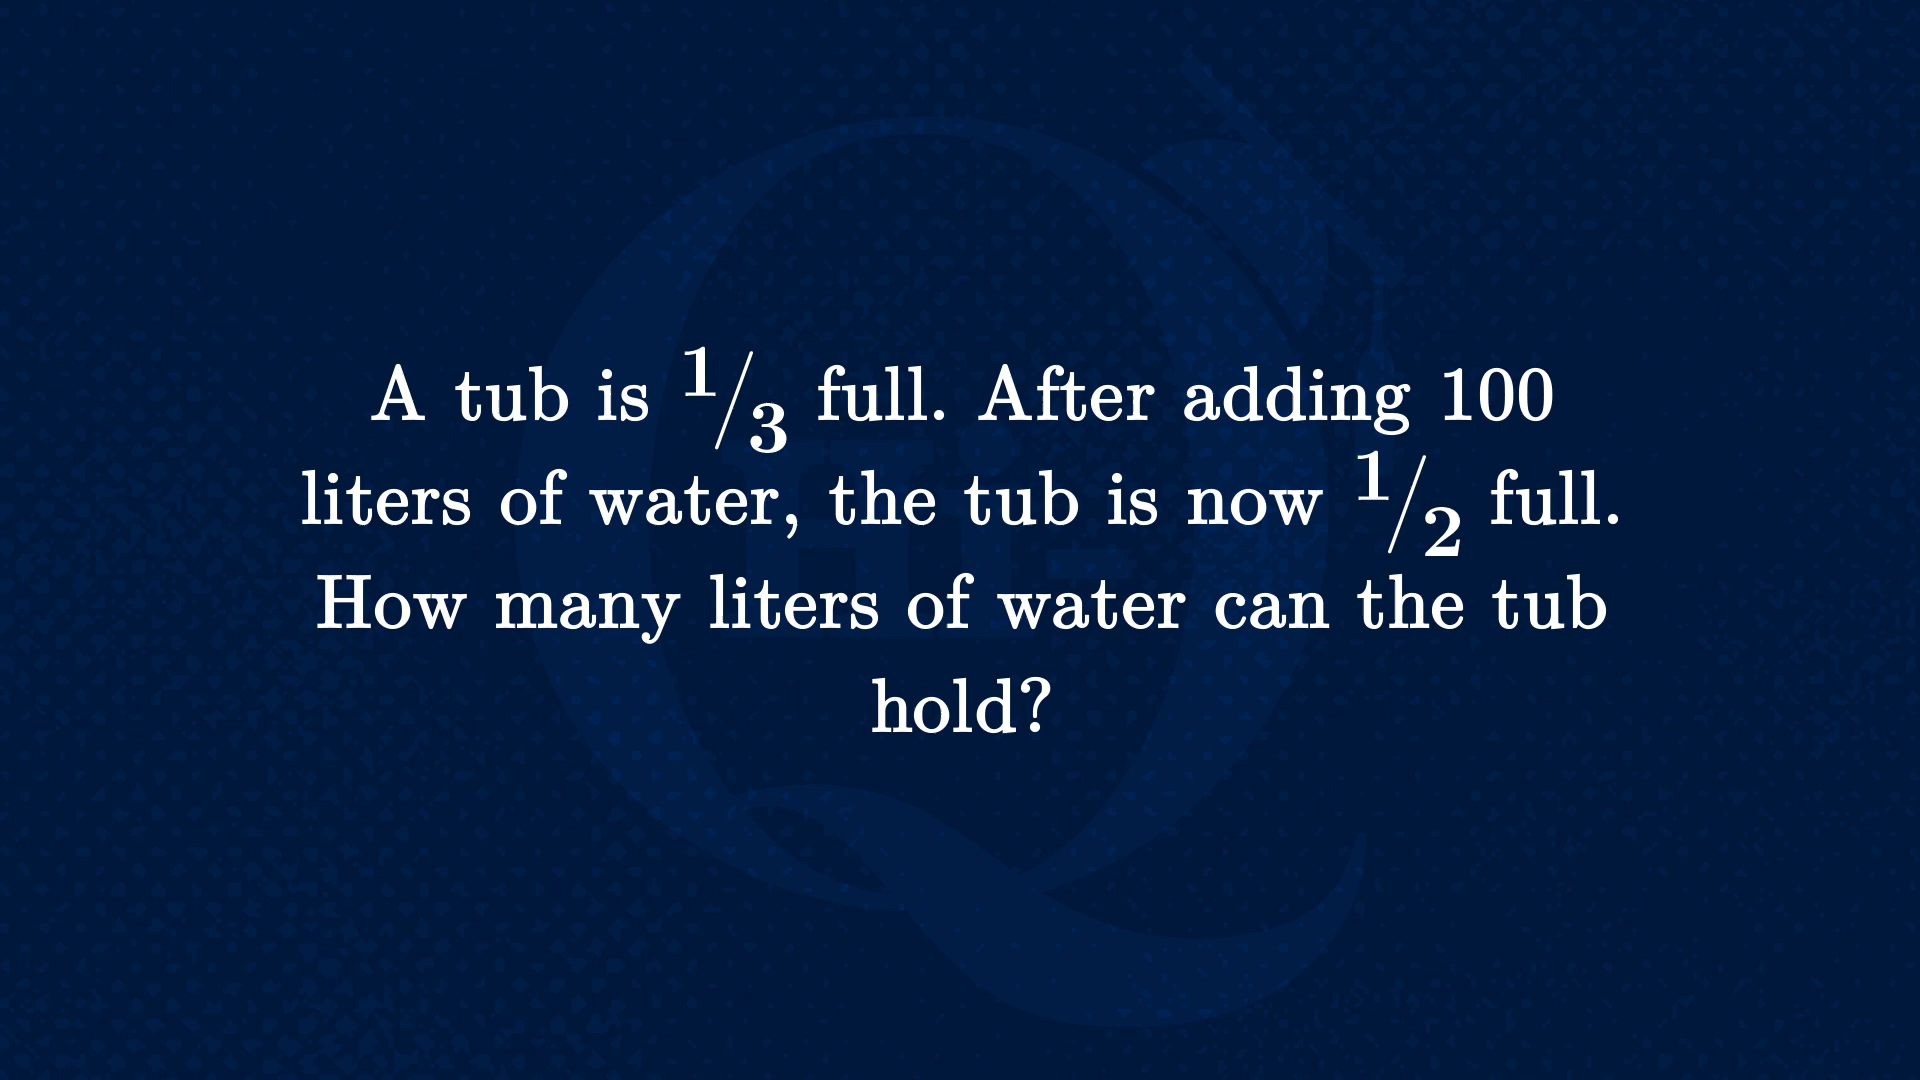 A tub is 1/3 full. After adding 100
liters of water, the tub is now 1/2 full.
How many liters of water can the tub
hold?
Hi-